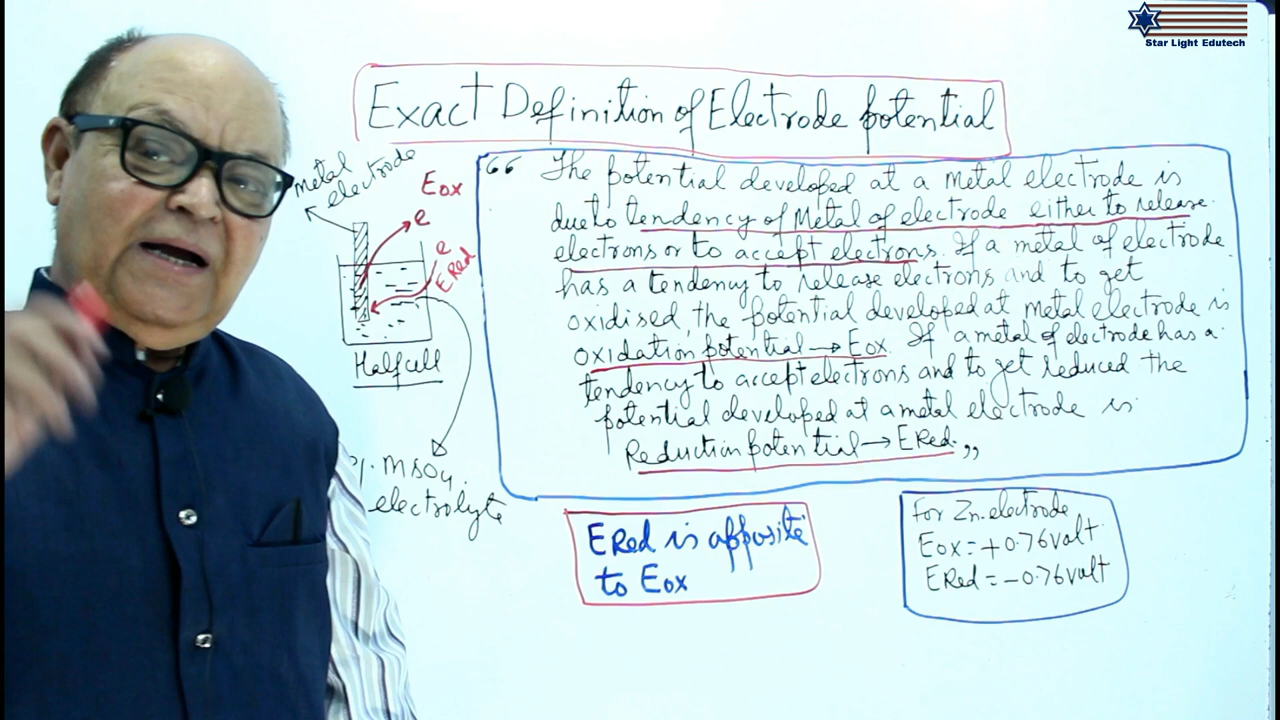 Star Light Edutech
Exact Definition of Electrode potential
metal
electrode
Eox
e
e
ERed
Half cell
MSO4
electrolyte
“ The potential developed at a metal electrode is
due to tendency of metal of electrode either to release
electrons or to accept electrons. If a metal of electrode
has a tendency to release electrons and to get
oxidised, the potential developed at metal electrode is
oxidation potential → Eox. If a metal of electrode has a
tendency to accept electrons and to get reduced the
potential developed at a metal electrode is
Reduction potential → ERed. ”
ERed is apposite
to Eox
For Zn. electrode
Eox = +0.76 volt
ERed = -0.76 volt